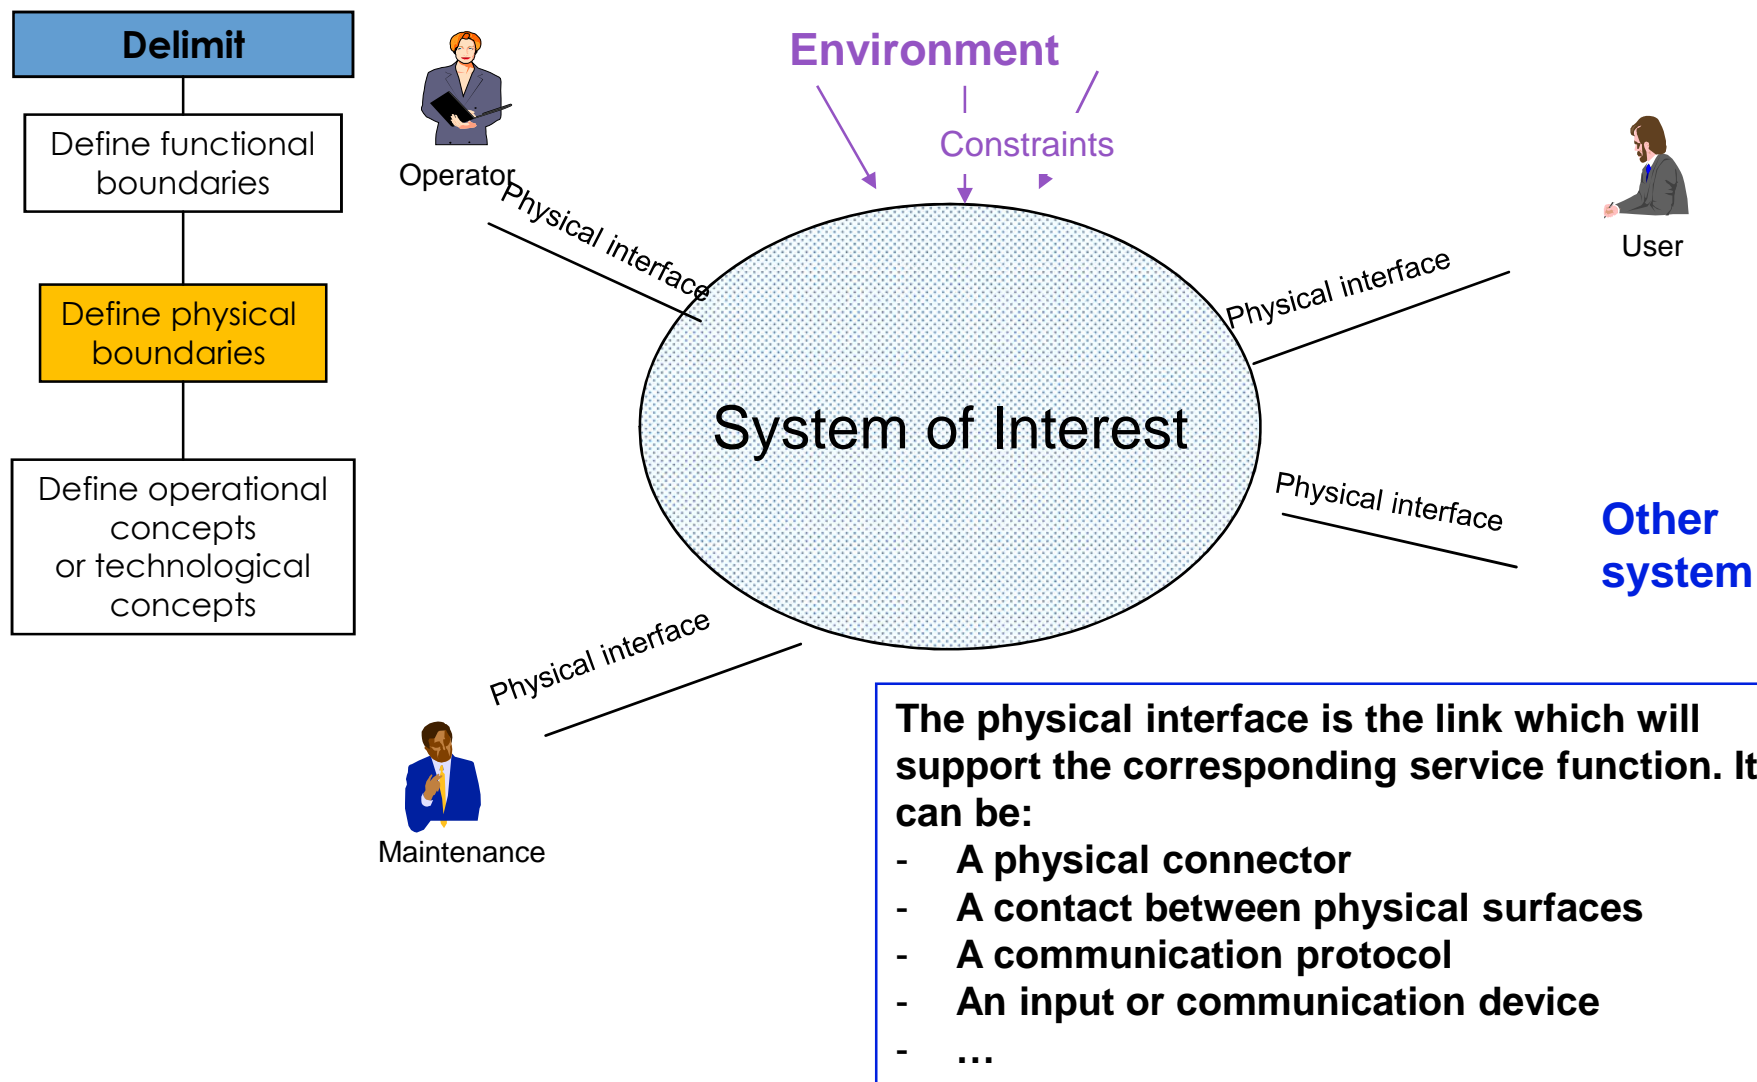 Delimit
Define functional
boundaries
Define physical
boundaries
Define operational
concepts
or technological
concepts
Operator
Physical interface
Environment
Constraints
User
Physical interface
System of Interest
Physical interface
Other
system
Physical interface
Maintenance
The physical interface is the link which will
support the corresponding service function. It
can be:
- A physical connector
- A contact between physical surfaces
- A communication protocol
- An input or communication device
- …